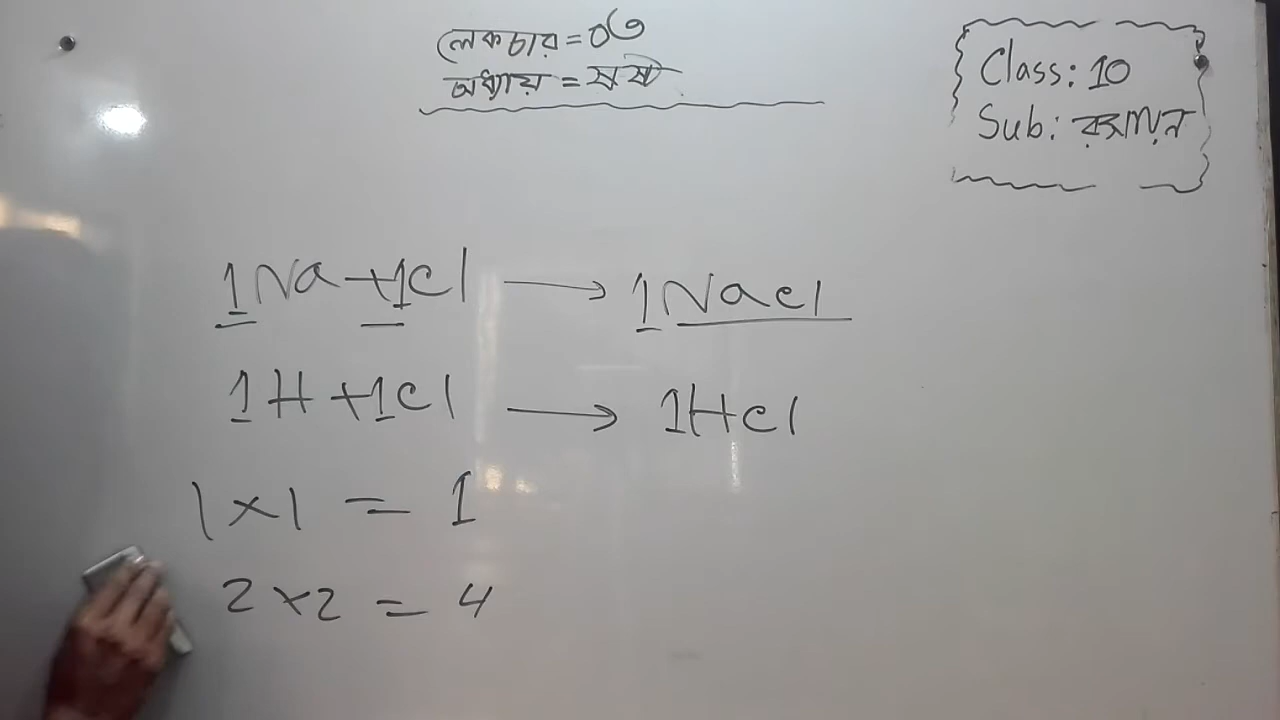 লেকচার = ০৩
অধ্যায় = ষষ্ঠ
Class: 10
Sub: রসায়ন
1Na + 1Cl → 1NaCl
1H + 1Cl → 1HCl
1 × 1 = 1
2 × 2 = 4